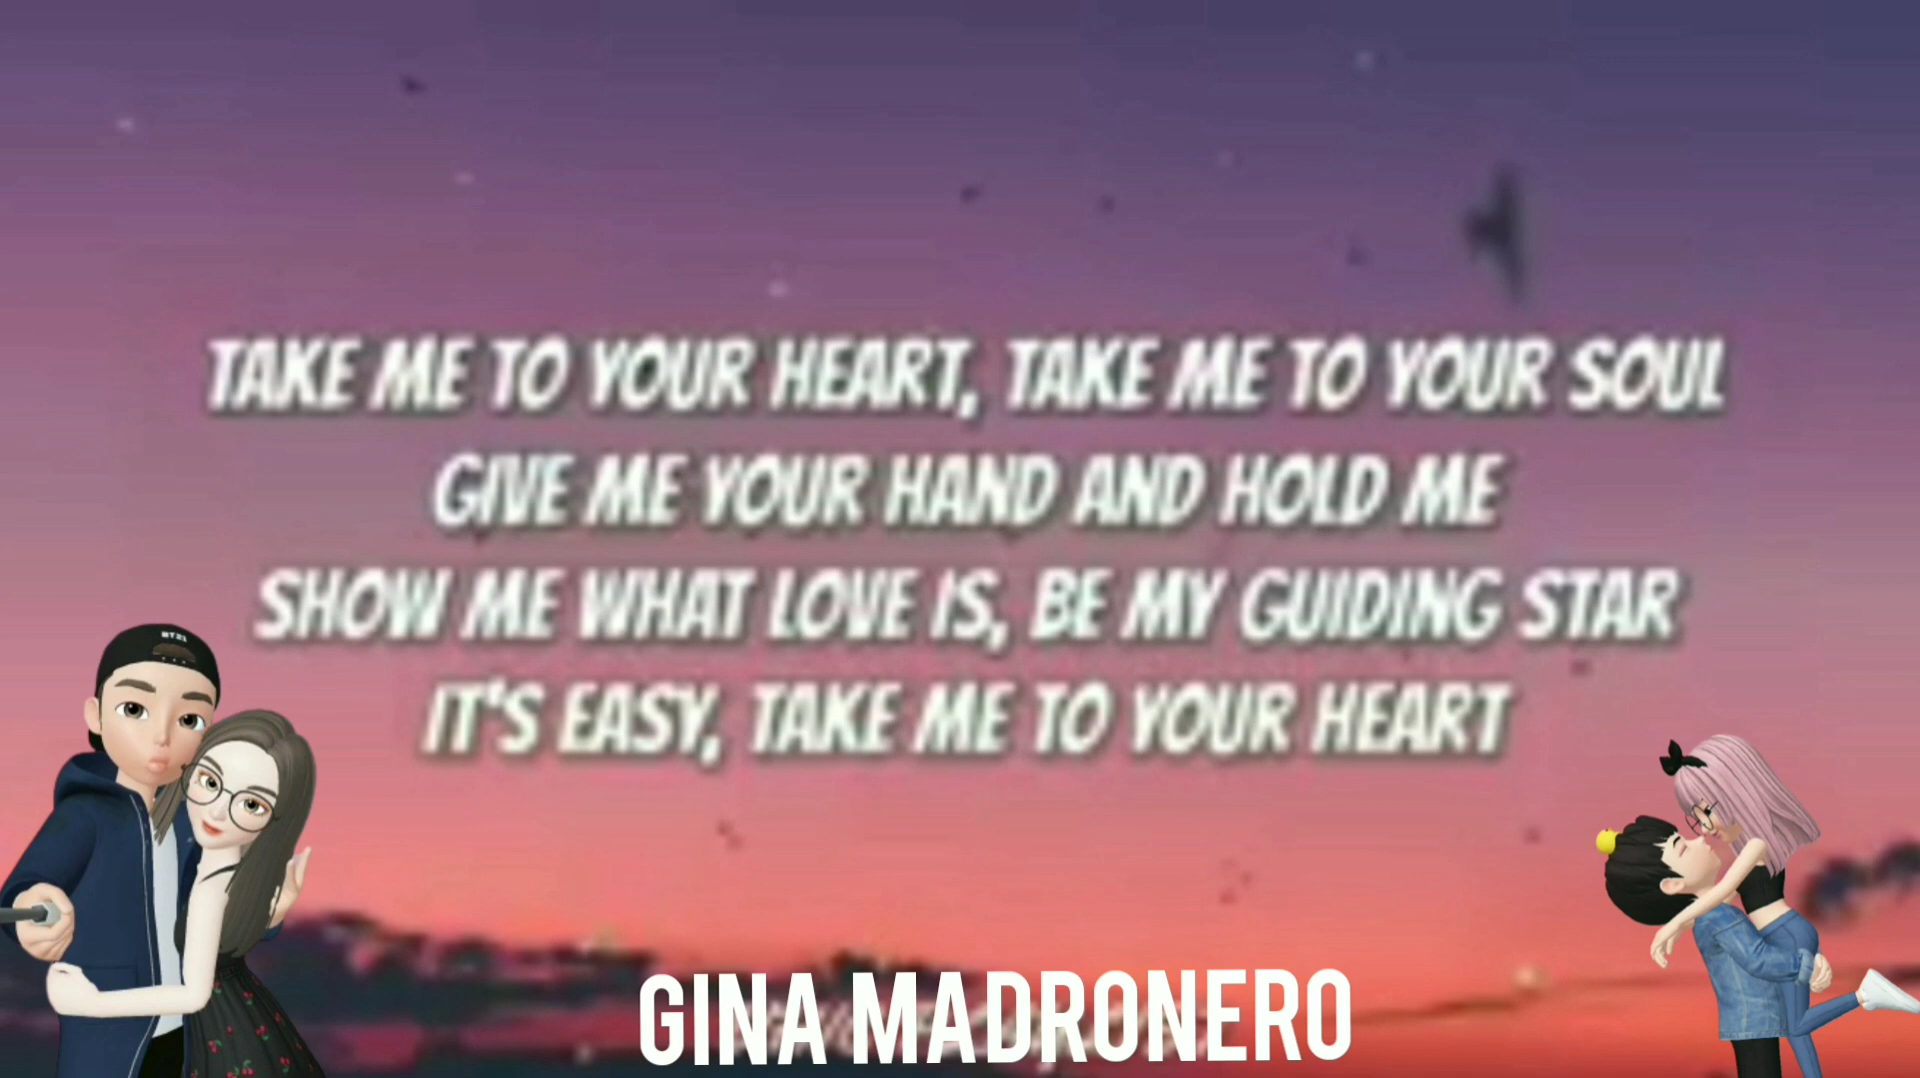 TAKE ME TO YOUR HEART, TAKE ME TO YOUR SOUL
GIVE ME YOUR HAND AND HOLD ME
SHOW ME WHAT LOVE IS, BE MY GUIDING STAR
IT'S EASY, TAKE ME TO YOUR HEART
BT21
GINA MADRONERO